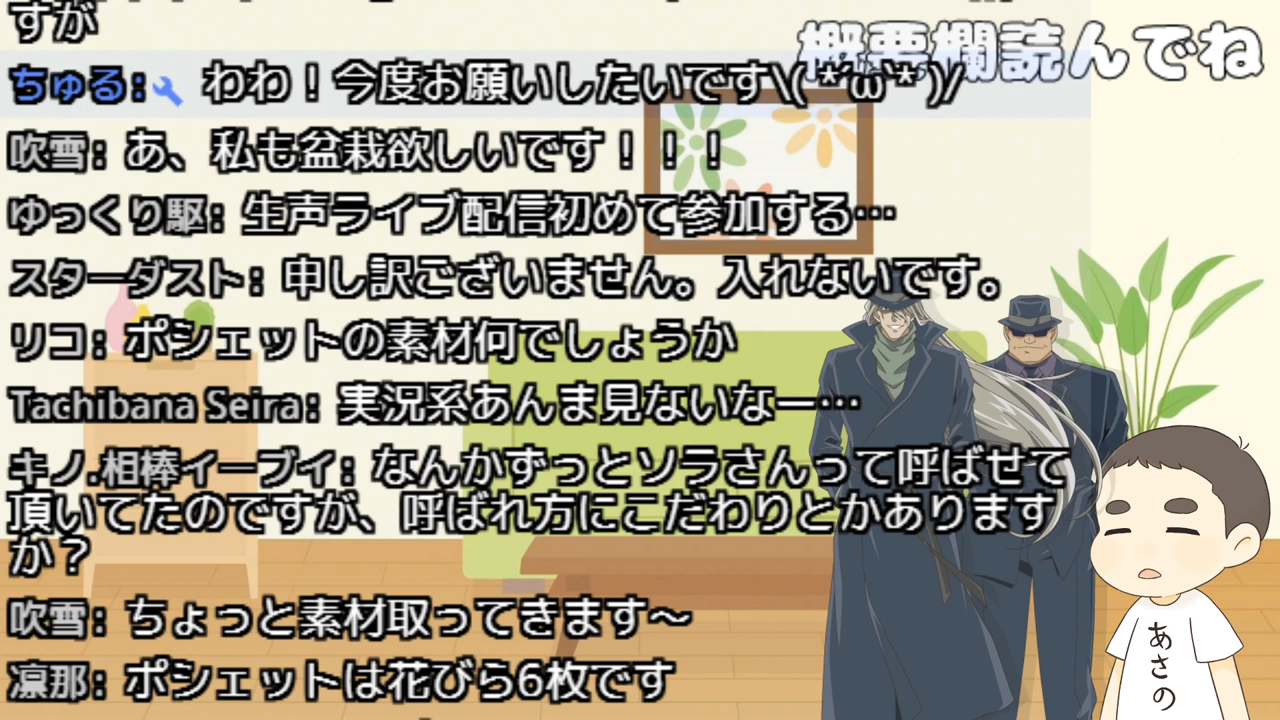 すが
概要欄読んでね
ちゅる: わわ！今度お願いしたいです\(*'ω'*)/
吹雪: あ、私も盆栽欲しいです！！！
ゆっくり駆: 生声ライブ配信初めて参加する…
スターダスト: 申し訳ございません。入れないです。
リコ: ポシェットの素材何でしょうか
Tachibana Seira: 実況系あんま見ないなー…
キノ.相棒イーブイ: なんかずっとソラさんって呼ばせて
頂いてたのですが、呼ばれ方にこだわりとかあります
か？
吹雪: ちょっと素材取ってきます～
凛那: ポシェットは花びら6枚です
あさの